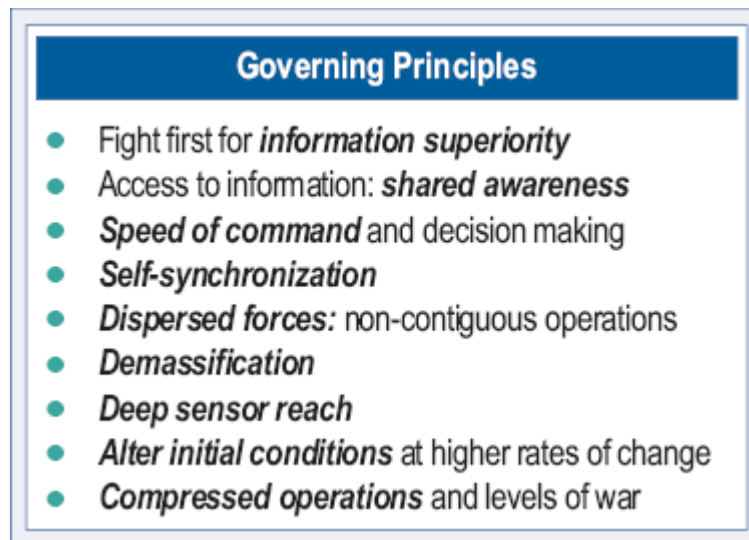 Governing Principles
Fight first for information superiority
Access to information: shared awareness
Speed of command and decision making
Self-synchronization
Dispersed forces: non-contiguous operations
Demassification
Deep sensor reach
Alter initial conditions at higher rates of change
Compressed operations and levels of war